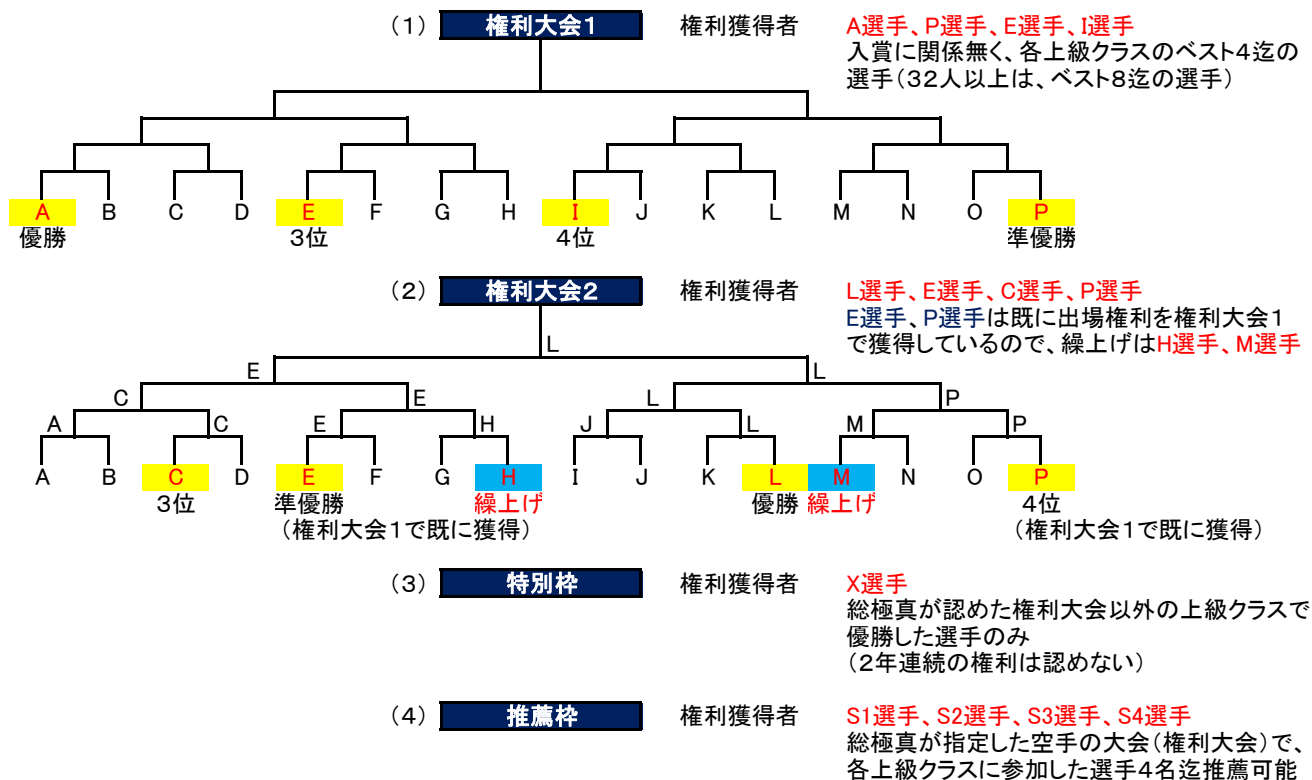 (1) 権利大会1 権利獲得者 A選手、P選手、E選手、I選手
入賞に関係無く、各上級クラスのベスト4迄の
選手(32人以上は、ベスト8迄の選手)
A B C D E F G H I J K L M N O P
優勝 3位 4位 準優勝
(2) 権利大会2 権利獲得者 L選手、E選手、C選手、P選手
E選手、P選手は既に出場権利を権利大会1
で獲得しているので、繰上げはH選手、M選手
L
E L
C E L P
A C E H J L M P
A B C D E F G H I J K L M N O P
3位 準優勝 繰上げ 優勝 繰上げ 4位
(権利大会1で既に獲得) (権利大会1で既に獲得)
(3) 特別枠 権利獲得者 X選手
総極真が認めた権利大会以外の上級クラスで
優勝した選手のみ
(2年連続の権利は認めない)
(4) 推薦枠 権利獲得者 S1選手、S2選手、S3選手、S4選手
総極真が指定した空手の大会(権利大会)で、
各上級クラスに参加した選手4名迄推薦可能